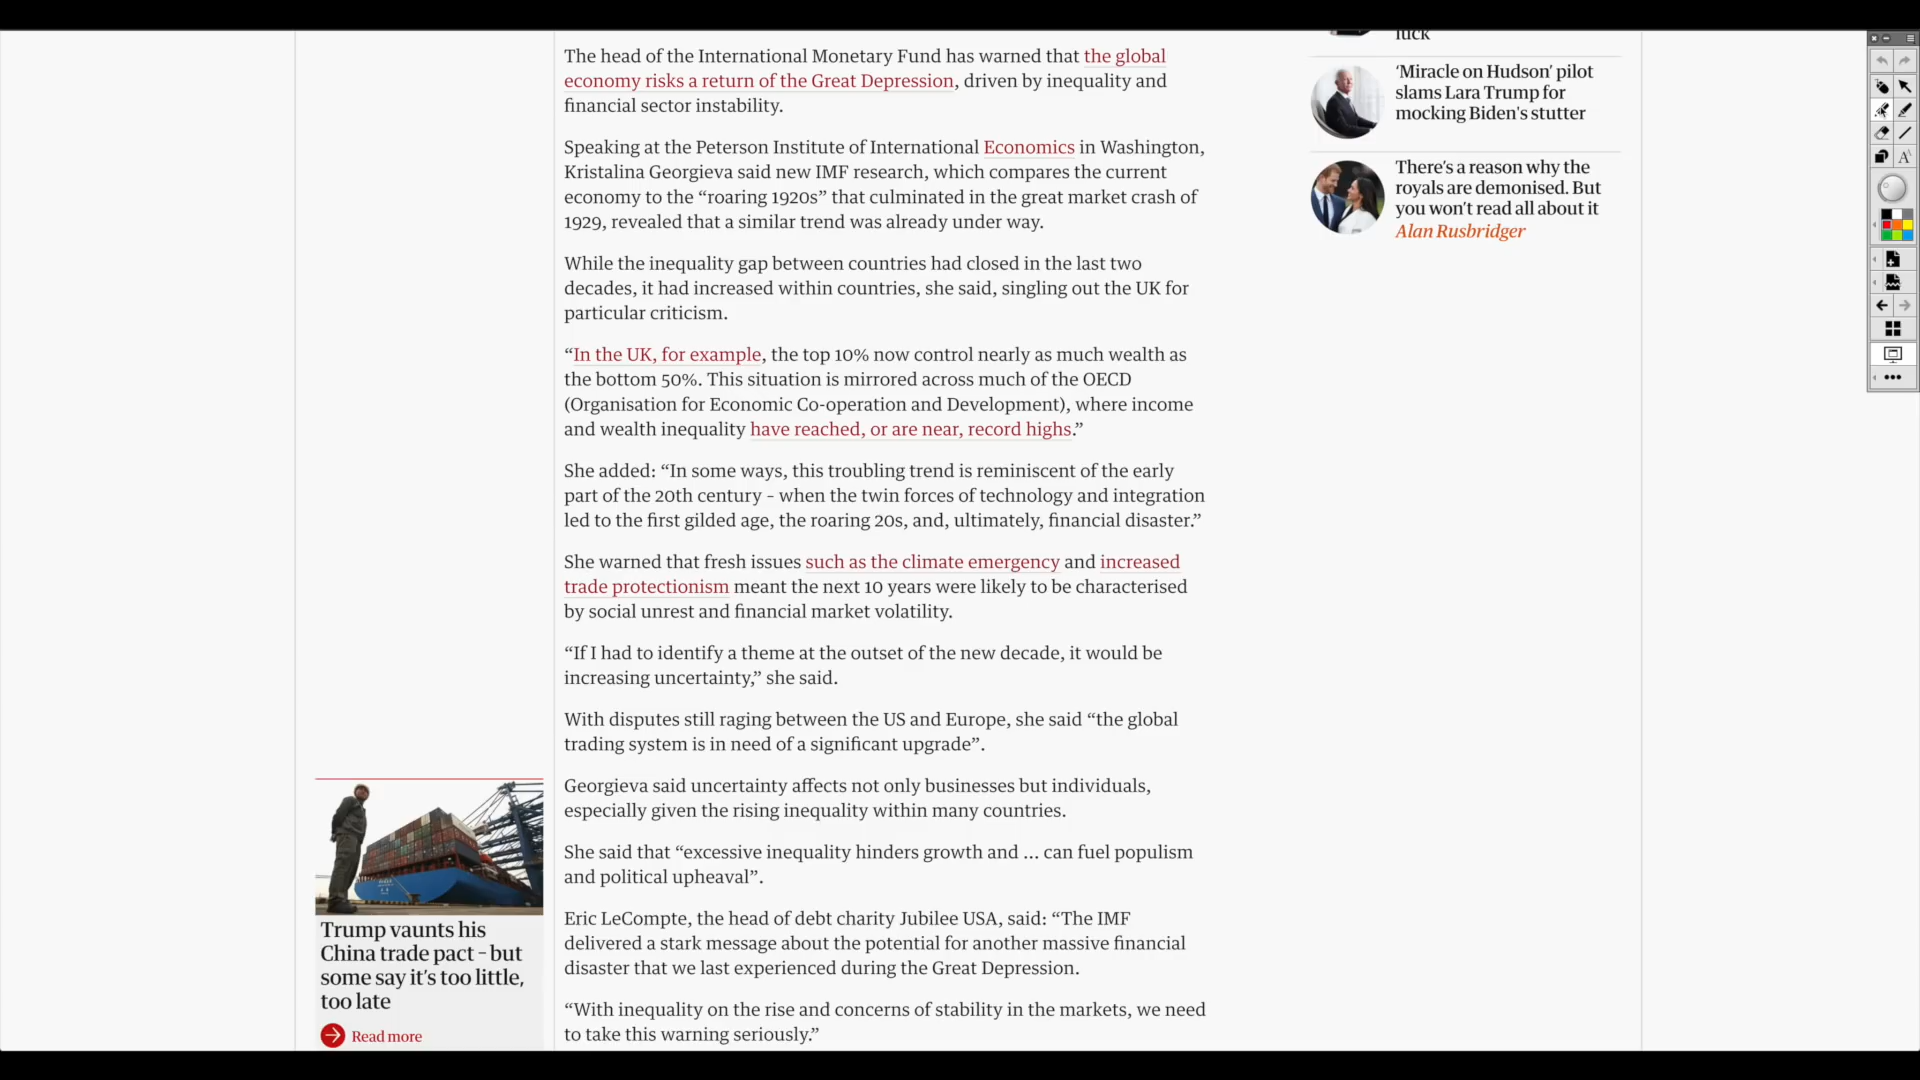 The head of the International Monetary Fund has warned that the global
economy risks a return of the Great Depression, driven by inequality and
financial sector instability.
Speaking at the Peterson Institute of International Economics in Washington,
Kristalina Georgieva said new IMF research, which compares the current
economy to the “roaring 1920s” that culminated in the great market crash of
1929, revealed that a similar trend was already under way.
While the inequality gap between countries had closed in the last two
decades, it had increased within countries, she said, singling out the UK for
particular criticism.
“In the UK, for example, the top 10% now control nearly as much wealth as
the bottom 50%. This situation is mirrored across much of the OECD
(Organisation for Economic Co-operation and Development), where income
and wealth inequality have reached, or are near, record highs.”
She added: “In some ways, this troubling trend is reminiscent of the early
part of the 20th century – when the twin forces of technology and integration
led to the first gilded age, the roaring 20s, and, ultimately, financial disaster.”
She warned that fresh issues such as the climate emergency and increased
trade protectionism meant the next 10 years were likely to be characterised
by social unrest and financial market volatility.
“If I had to identify a theme at the outset of the new decade, it would be
increasing uncertainty,” she said.
With disputes still raging between the US and Europe, she said “the global
trading system is in need of a significant upgrade”.
Georgieva said uncertainty affects not only businesses but individuals,
especially given the rising inequality within many countries.
She said that “excessive inequality hinders growth and … can fuel populism
and political upheaval”.
Eric LeCompte, the head of debt charity Jubilee USA, said: “The IMF
delivered a stark message about the potential for another massive financial
disaster that we last experienced during the Great Depression.
“With inequality on the rise and concerns of stability in the markets, we need
to take this warning seriously.”
Trump vaunts his
China trade pact – but
some say it’s too little,
too late
Read more
luck
‘Miracle on Hudson’ pilot
slams Lara Trump for
mocking Biden's stutter
There’s a reason why the
royals are demonised. But
you won’t read all about it
Alan Rusbridger
A